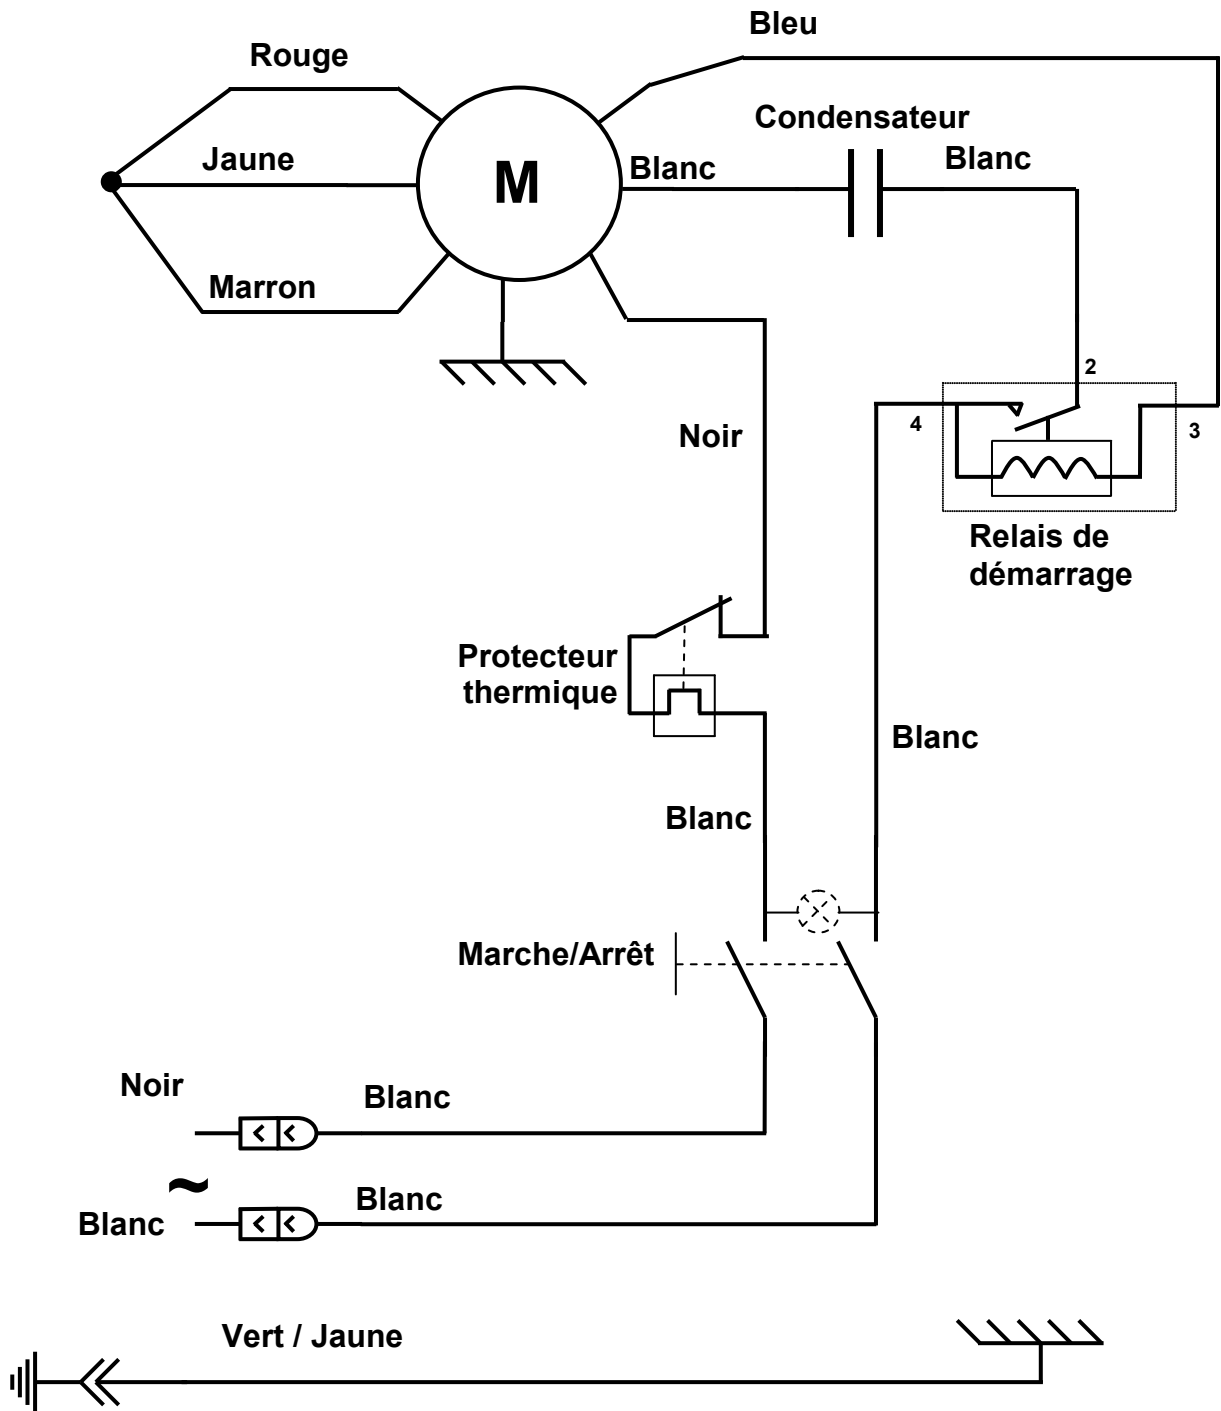 Bleu
Rouge
Condensateur
Jaune
M
Blanc
Blanc
Marron
2
4
3
Noir
Relais de
démarrage
Protecteur
thermique
Blanc
Blanc
Marche/Arrêt
Noir
Blanc
~
Blanc
Blanc
Vert / Jaune